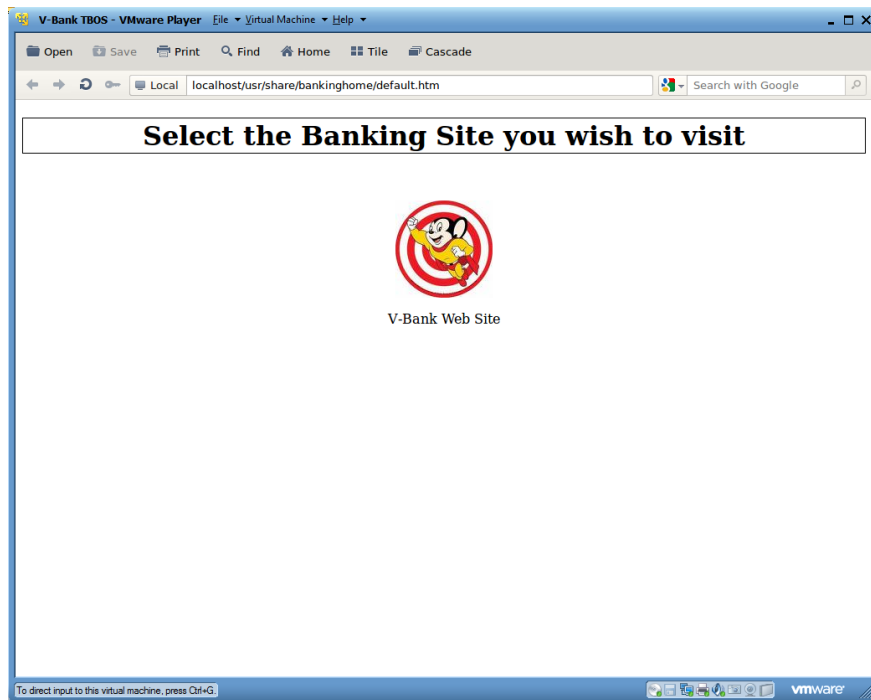 V-Bank TBOS - VMware Player File Virtual Machine Help
Open Save Print Find Home Tile Cascade
Local localhost/usr/share/bankinghome/default.htm Search with Google
Select the Banking Site you wish to visit
V-Bank Web Site
To direct input to this virtual machine, press Ctrl+G.
vmware